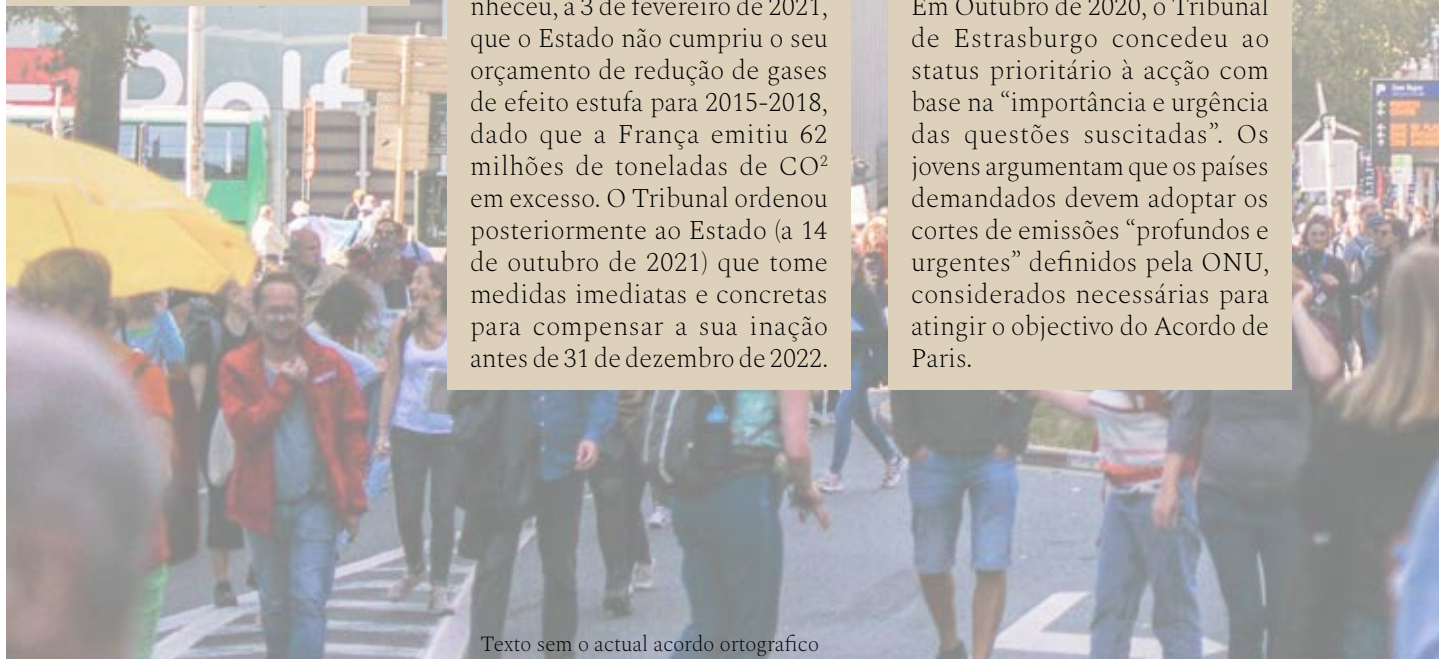 nheceu, a 3 de fevereiro de 2021,
que o Estado não cumpriu o seu
orçamento de redução de gases
de efeito estufa para 2015-2018,
dado que a França emitiu 62
milhões de toneladas de CO²
em excesso. O Tribunal ordenou
posteriormente ao Estado (a 14
de outubro de 2021) que tome
medidas imediatas e concretas
para compensar a sua inação
antes de 31 de dezembro de 2022.
Em Outubro de 2020, o Tribunal
de Estrasburgo concedeu ao
status prioritário à acção com
base na “importância e urgência
das questões suscitadas”. Os
jovens argumentam que os países
demandados devem adoptar os
cortes de emissões “profundos e
urgentes” definidos pela ONU,
considerados necessárias para
atingir o objectivo do Acordo de
Paris.
Texto sem o actual acordo ortografico